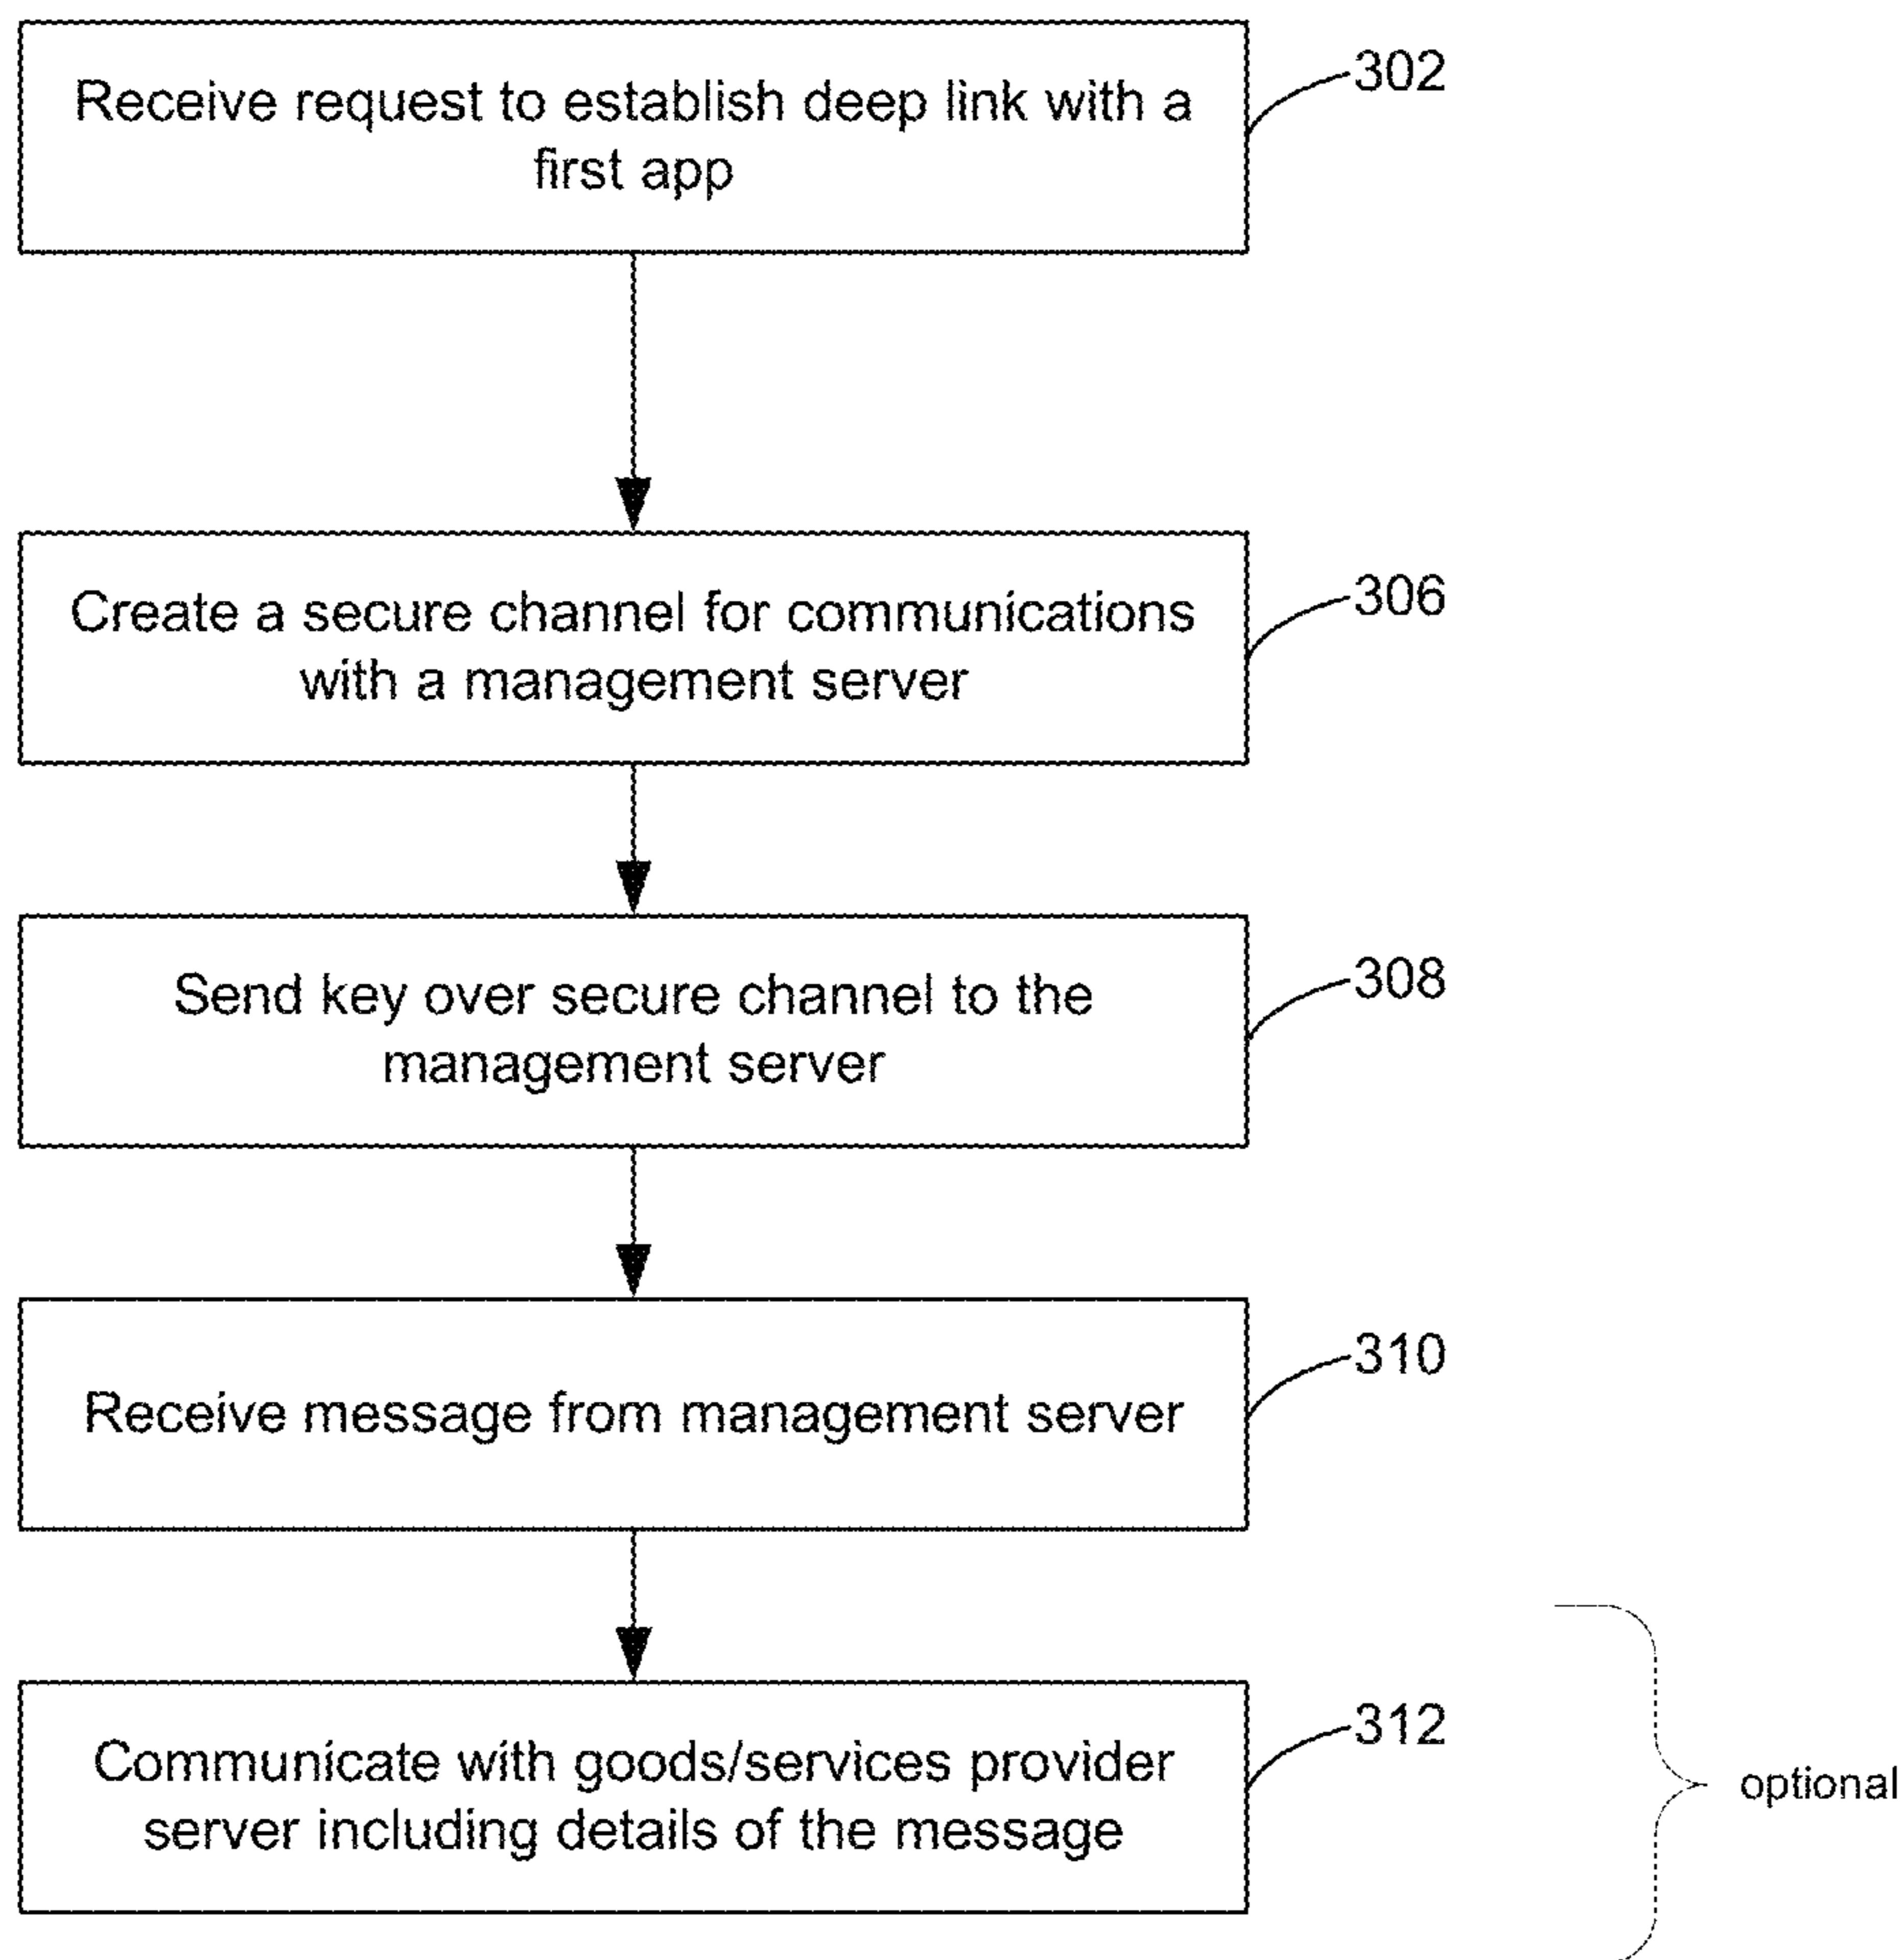 Receive request to establish deep link with a
first app
302
Create a secure channel for communications
with a management server
306
Send key over secure channel to the
management server
308
Receive message from management server
310
Communicate with goods/services provider
server including details of the message
312
optional